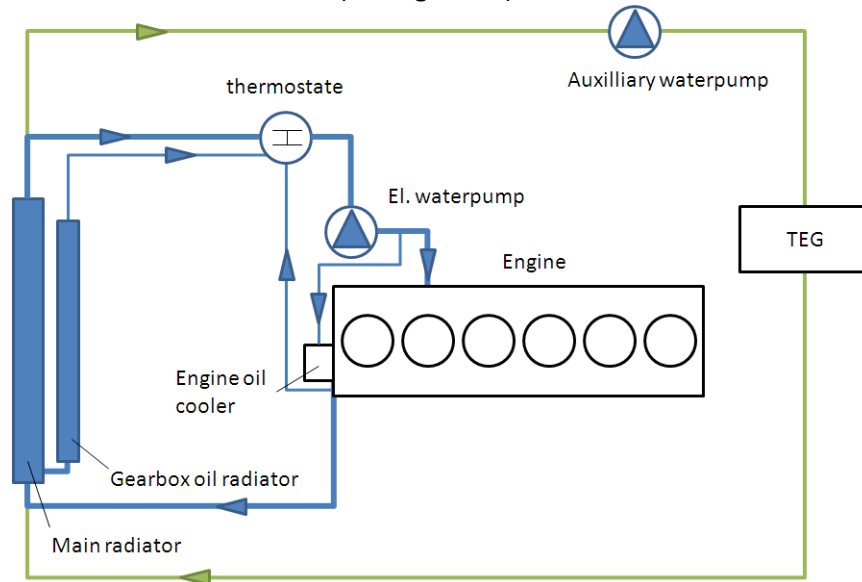 thermostate
Auxilliary waterpump
El. waterpump
TEG
Engine
Engine oil
cooler
Gearbox oil radiator
Main radiator